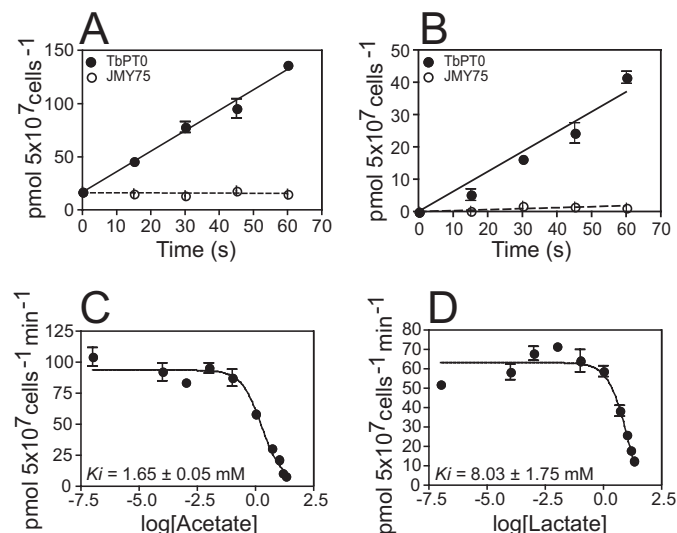 A
TbPT0
JMY75
pmol 5x10⁷cells⁻¹
150
100
50
0
0 10 20 30 40 50 60 70
Time (s)
B
TbPT0
JMY75
pmol 5x10⁷cells⁻¹
50
40
30
20
10
0
0 10 20 30 40 50 60 70
Time (s)
C
pmol 5x10⁷cells⁻¹ min⁻¹
125
100
75
50
25
0
Ki = 1.65 ± 0.05 mM
-7.5 -5.0 -2.5 0.0 2.5
log[Acetate]
D
pmol 5x10⁷cells⁻¹ min⁻¹
80
70
60
50
40
30
20
10
0
Ki = 8.03 ± 1.75 mM
-7.5 -5.0 -2.5 0.0 2.5
log[Lactate]